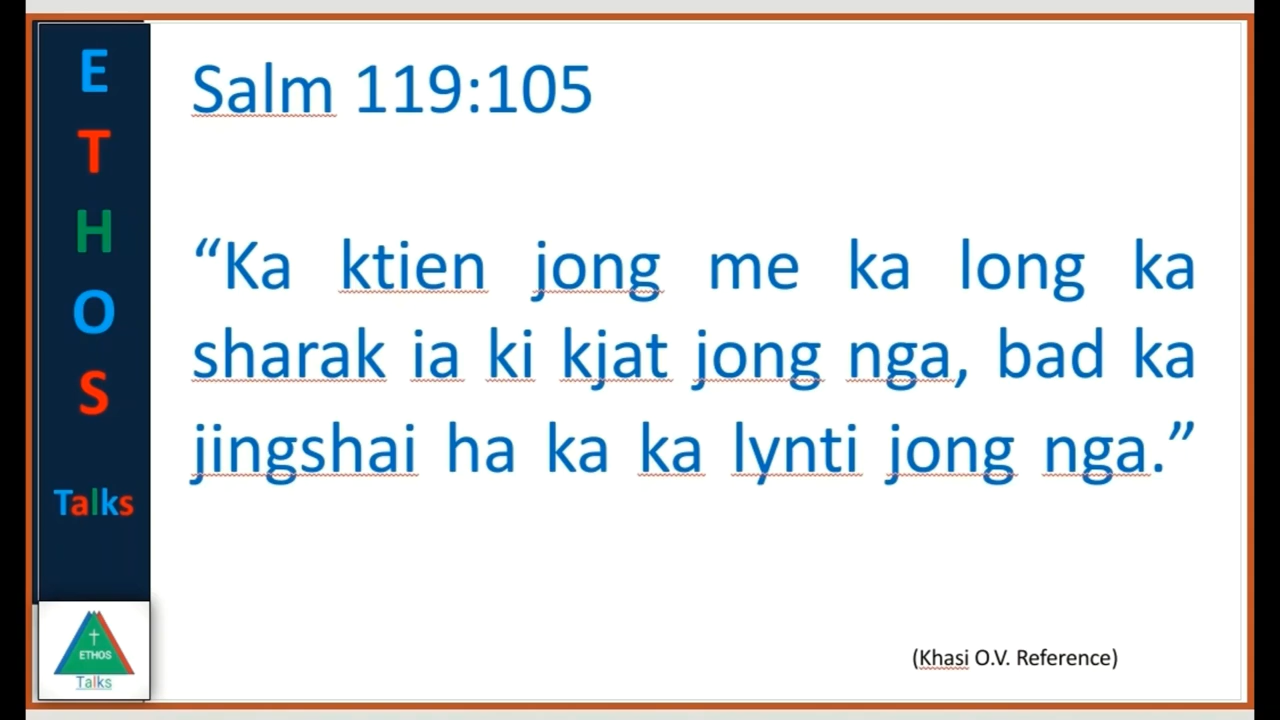 E
T
H
O
S
Talks
ETHOS
Talks
Salm 119:105
“Ka ktien jong me ka long ka
sharak ia ki kjat jong nga, bad ka
jingshai ha ka ka lynti jong nga.”
(Khasi O.V. Reference)